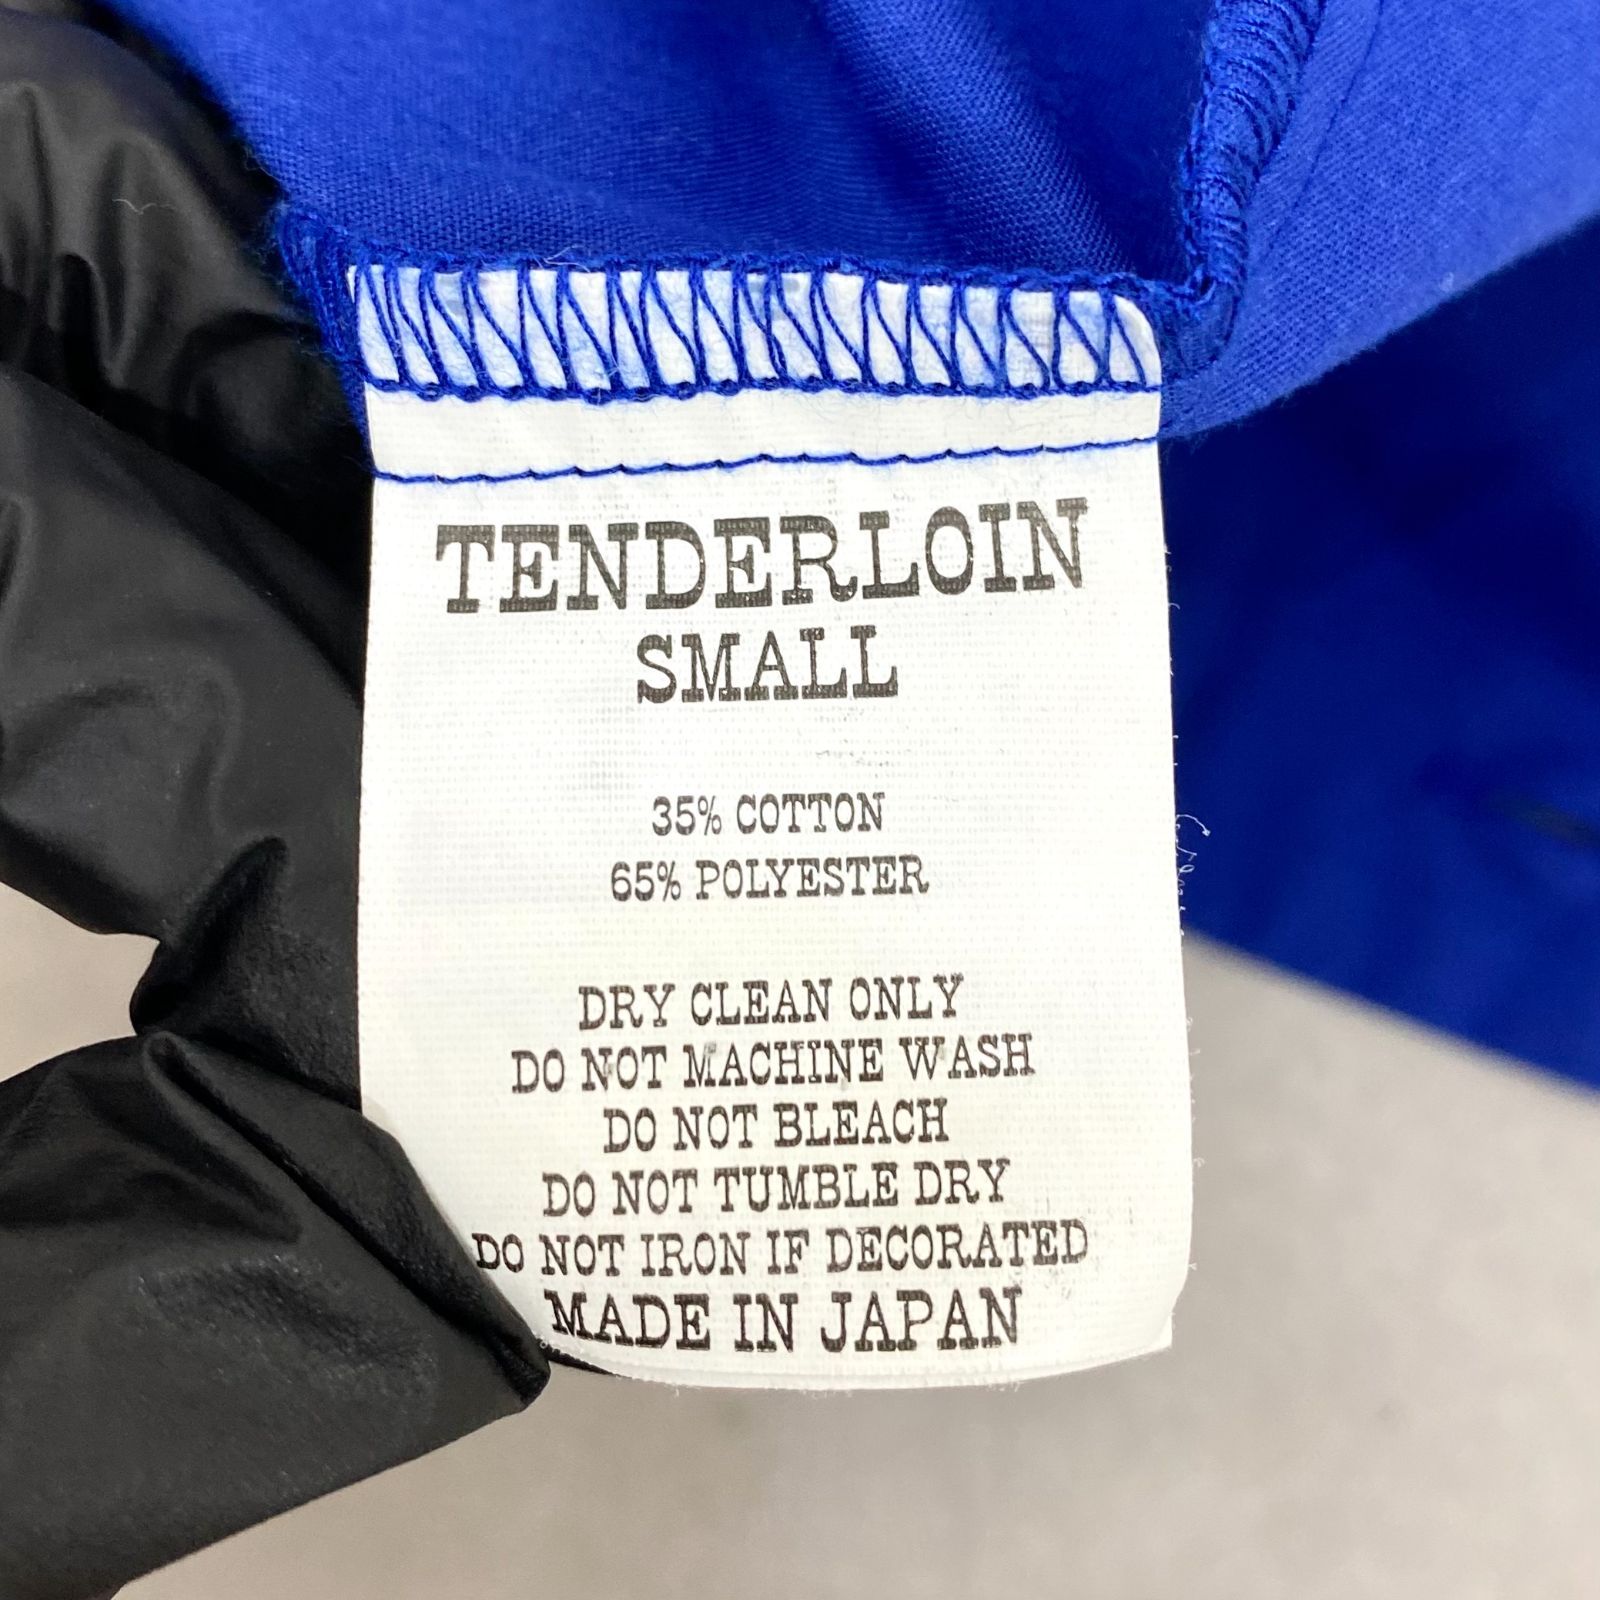 TENDERLOIN
SMALL
35% COTTON
65% POLYESTER
DRY CLEAN ONLY
DO NOT MACHINE WASH
DO NOT BLEACH
DO NOT TUMBLE DRY
DO NOT IRON IF DECORATED
MADE IN JAPAN